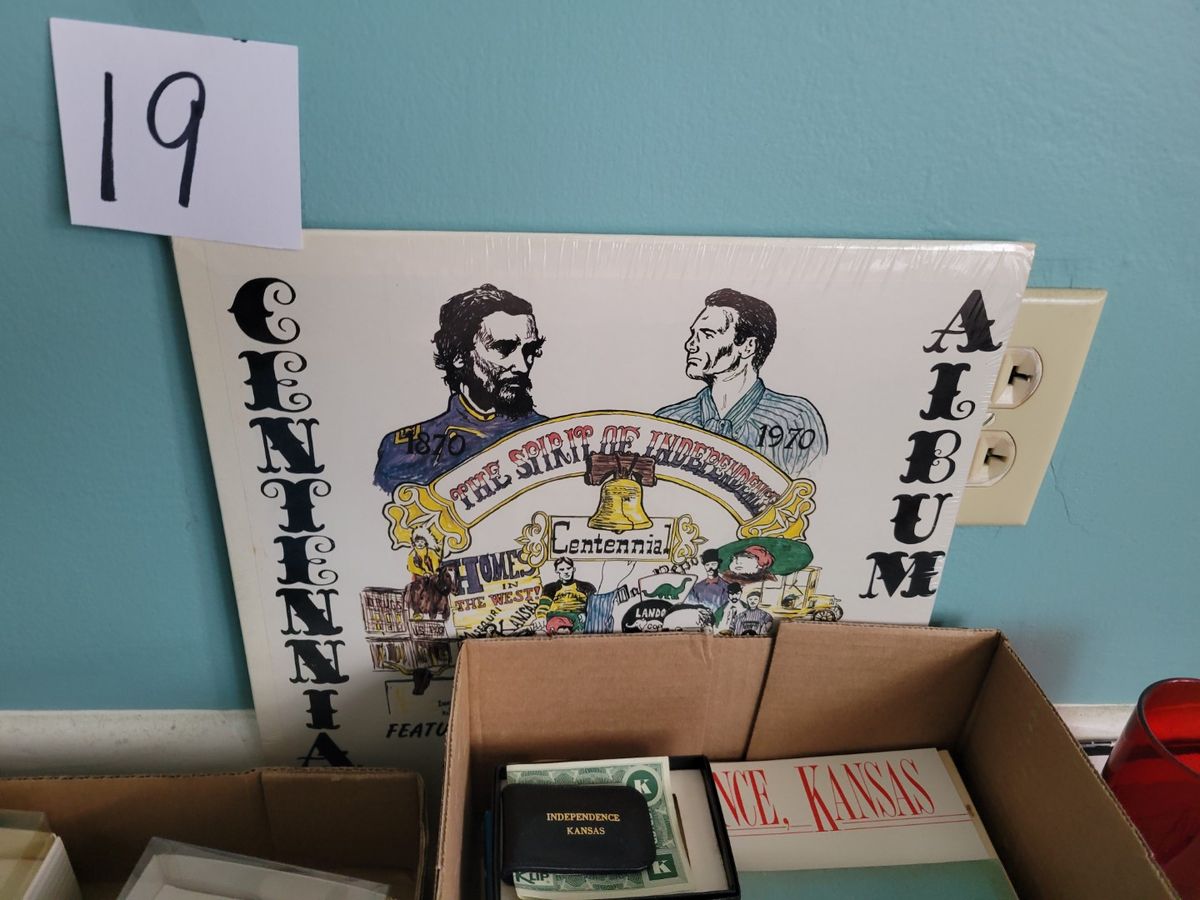 19
CENTENNIA
ALBUM
1870
1970
THE SPIRIT OF INDEPENDENCE
Centennial
HOMES
IN
THE WEST!
LANDO
FEATU
INDEPENDENCE
KANSAS
K
KLIP
K
NCE, KANSAS